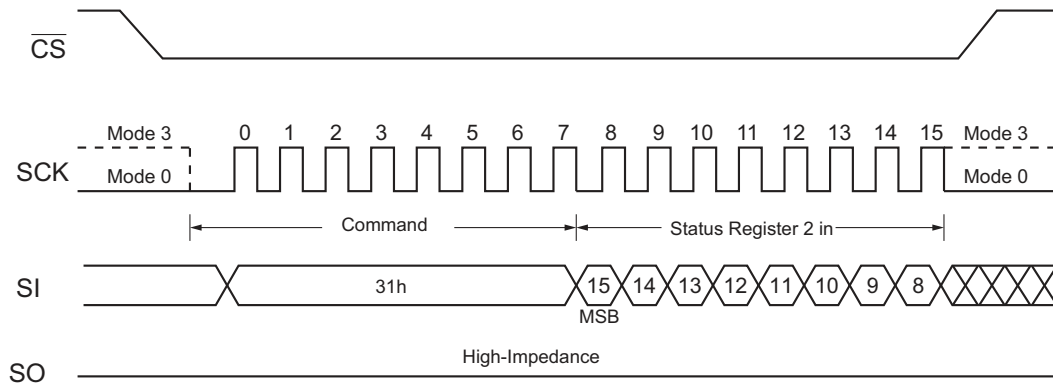 CS
Mode 3 0 1 2 3 4 5 6 7 8 9 10 11 12 13 14 15 Mode 3
SCK Mode 0 Mode 0
Command Status Register 2 in
SI 31h 15 14 13 12 11 10 9 8
MSB
High-Impedance
SO